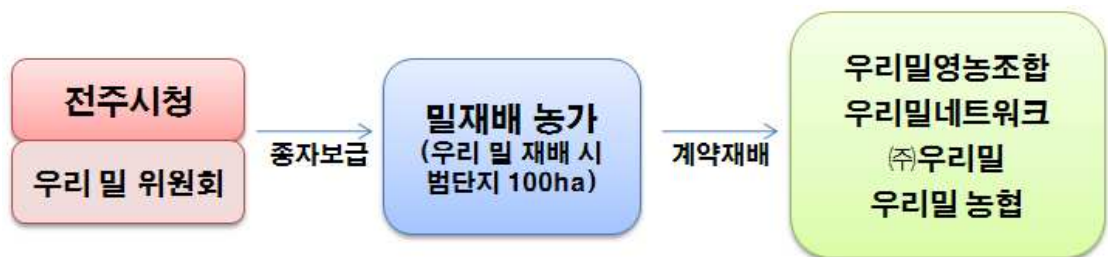 전주시청
우리 밀 위원회
종자보급
밀재배 농가
(우리 밀 재배 시
범단지 100ha)
계약재배
우리밀영농조합
우리밀네트워크
㈜우리밀
우리밀 농협